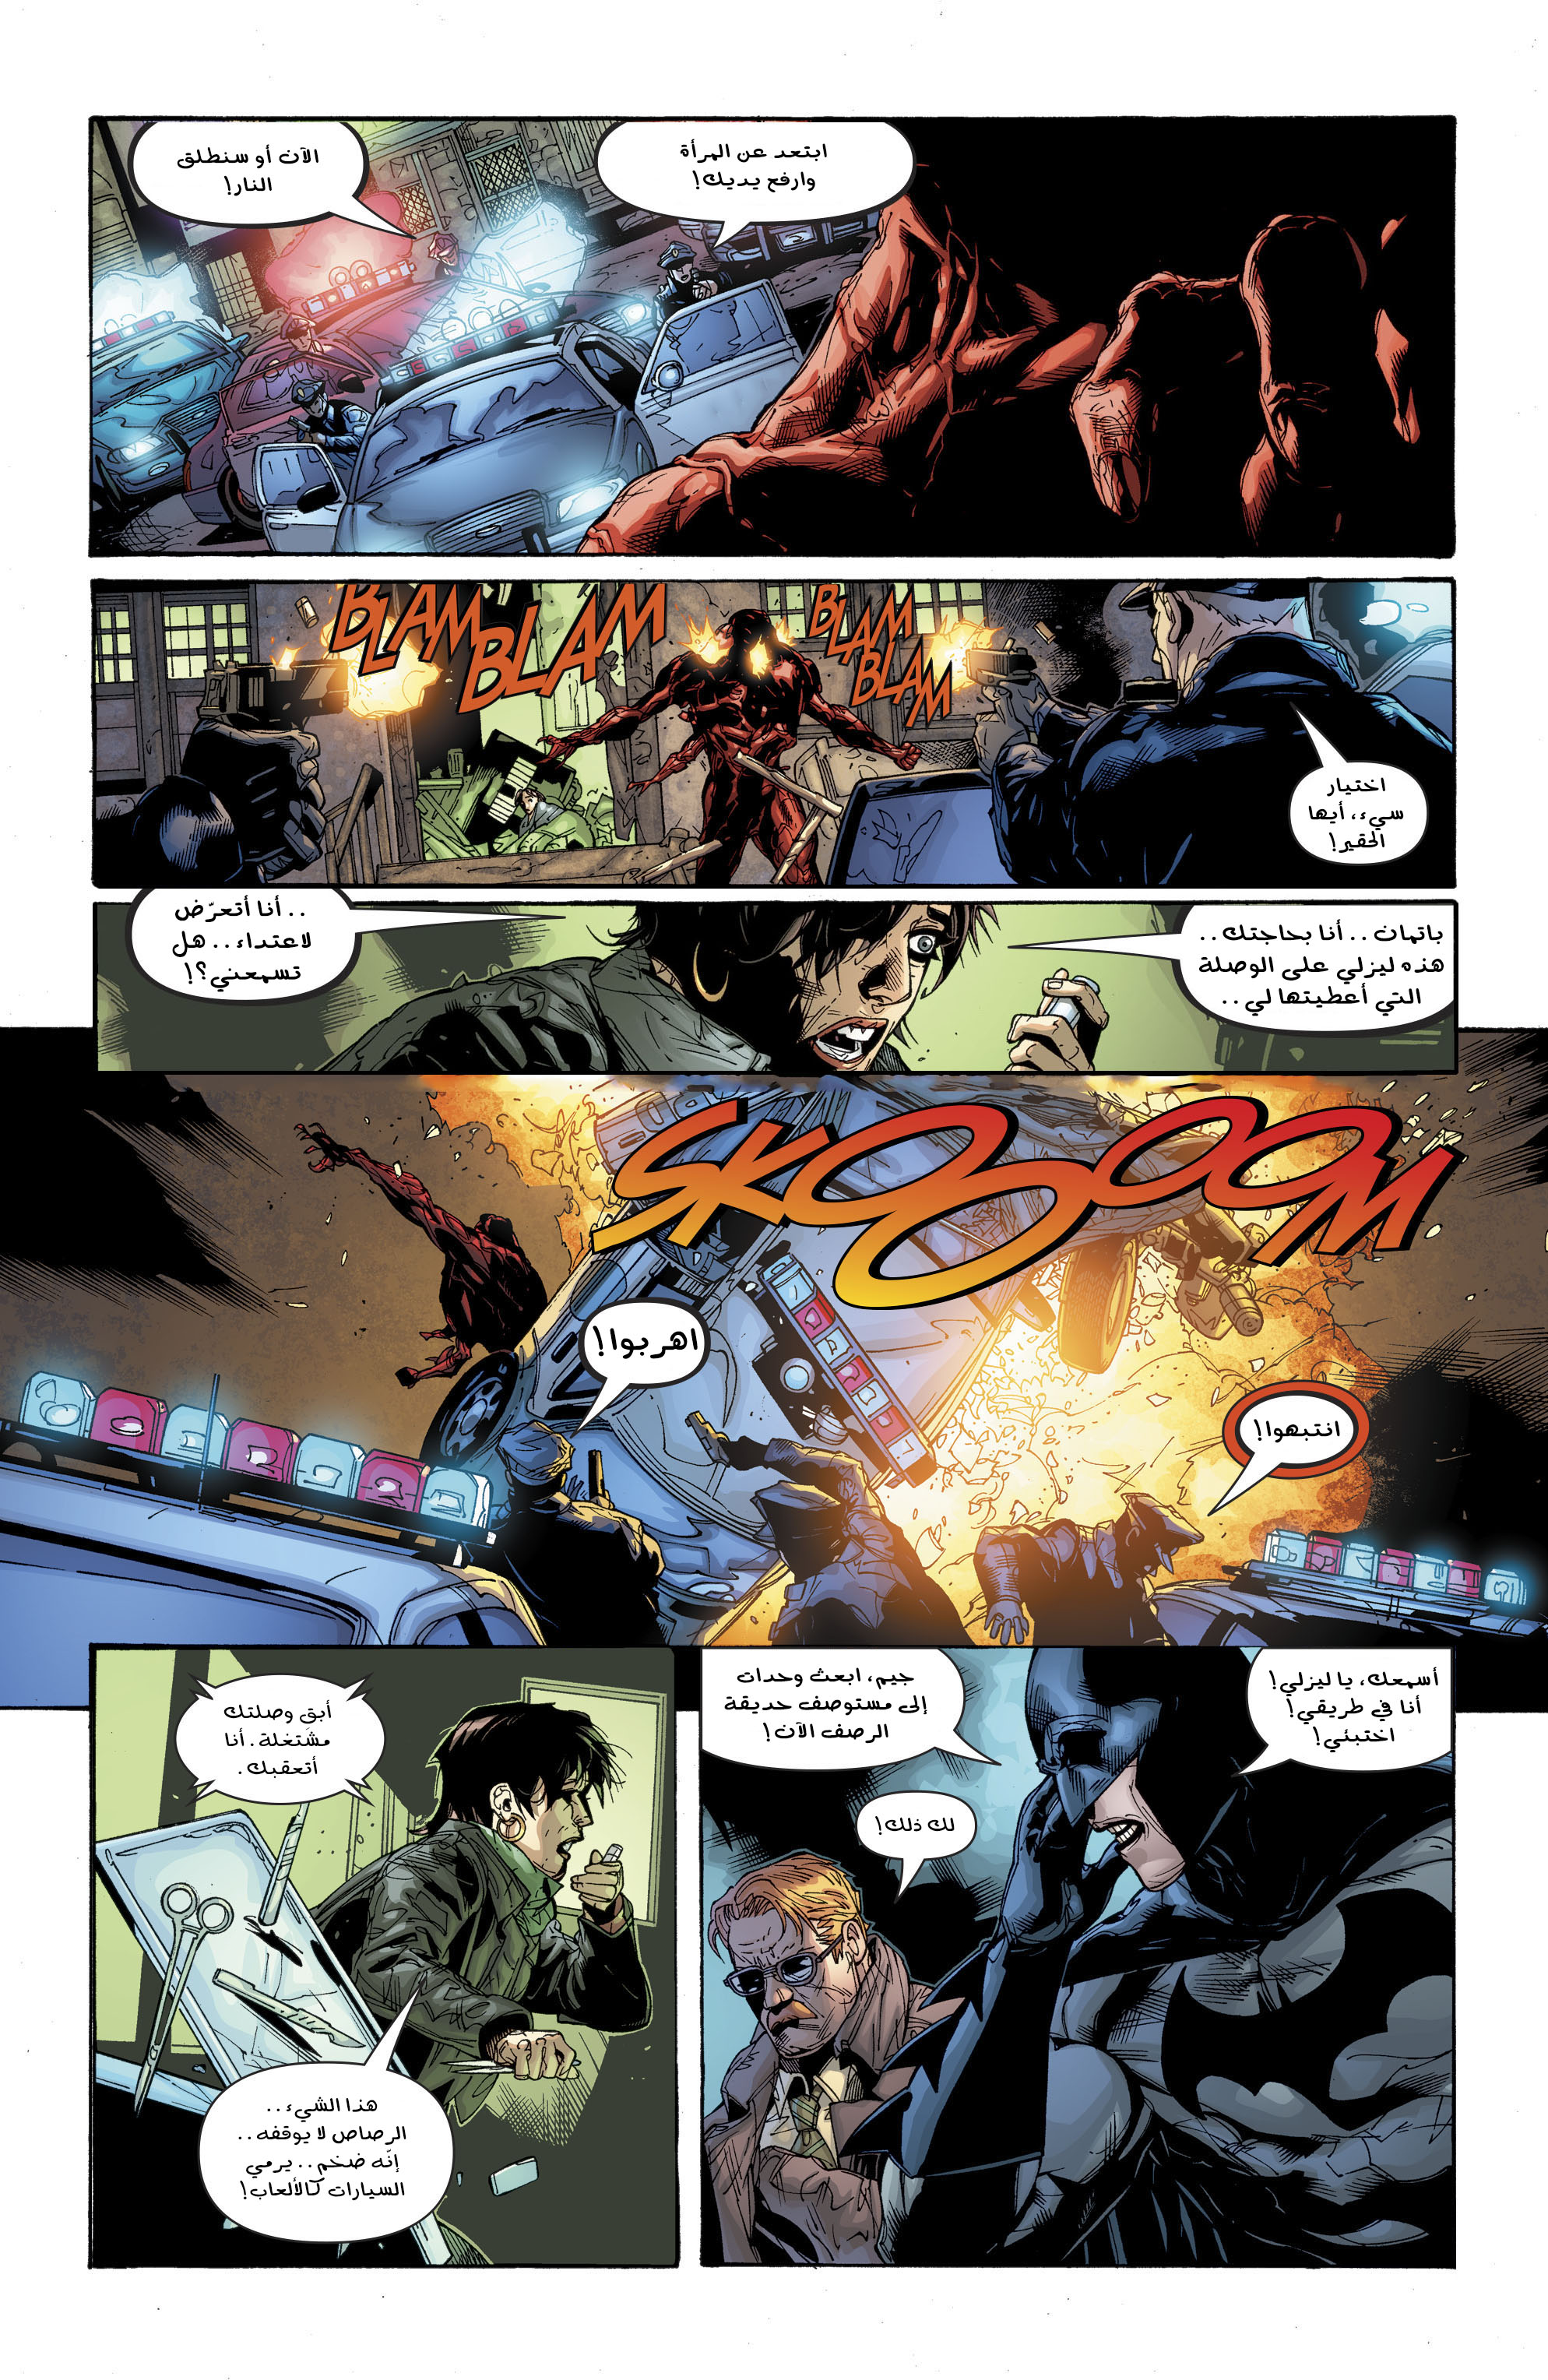 ابتعد عن المرأة
وارفع يديك!
الآن أو سنطلق
النار!
BLAM
BLAM
BLAM
BLAM
اختيار
سيء، أيها
الحقير!
باتمان.. أنا بحاجتك..
هذه ليزلي على الوصلة
التي أعطيتها لي..
.. أنا أتعرّض
لاعتداء.. هل
تسمعني؟!
SKOOOOM
اهربوا!
انتبهوا!
أسمعك، يا ليزلي!
أنا في طريقي!
اختبئي!
جيم، ابعث وحدات
إلى مستوصف حديقة
الرصف الآن!
لك ذلك!
أبق وصلتك
مشَتغلة. أنا
أتعقبك.
هذا الشيء..
الرصاص لا يوقفه..
إنّه ضخم.. يرمي
السيارات كالألعاب!